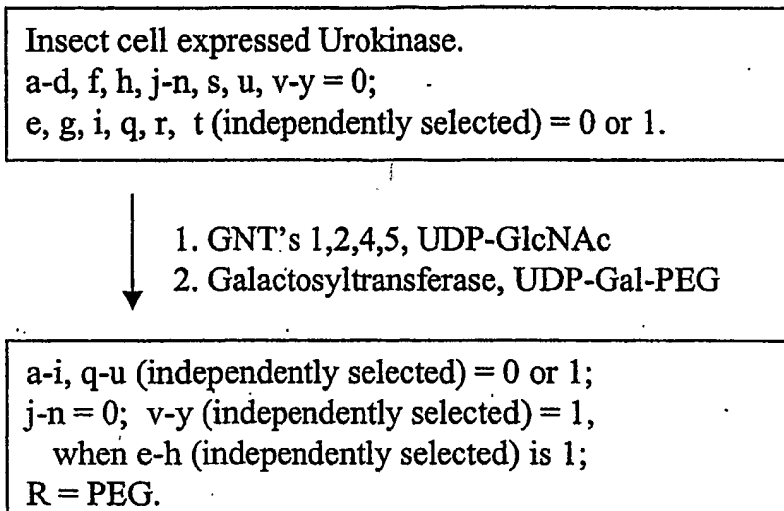 Insect cell expressed Urokinase.
a-d, f, h, j-n, s, u, v-y = 0;
e, g, i, q, r, t (independently selected) = 0 or 1.
1. GNT's 1,2,4,5, UDP-GlcNAc
2. Galactosyltransferase, UDP-Gal-PEG
a-i, q-u (independently selected) = 0 or 1;
j-n = 0; v-y (independently selected) = 1,
when e-h (independently selected) is 1;
R = PEG.